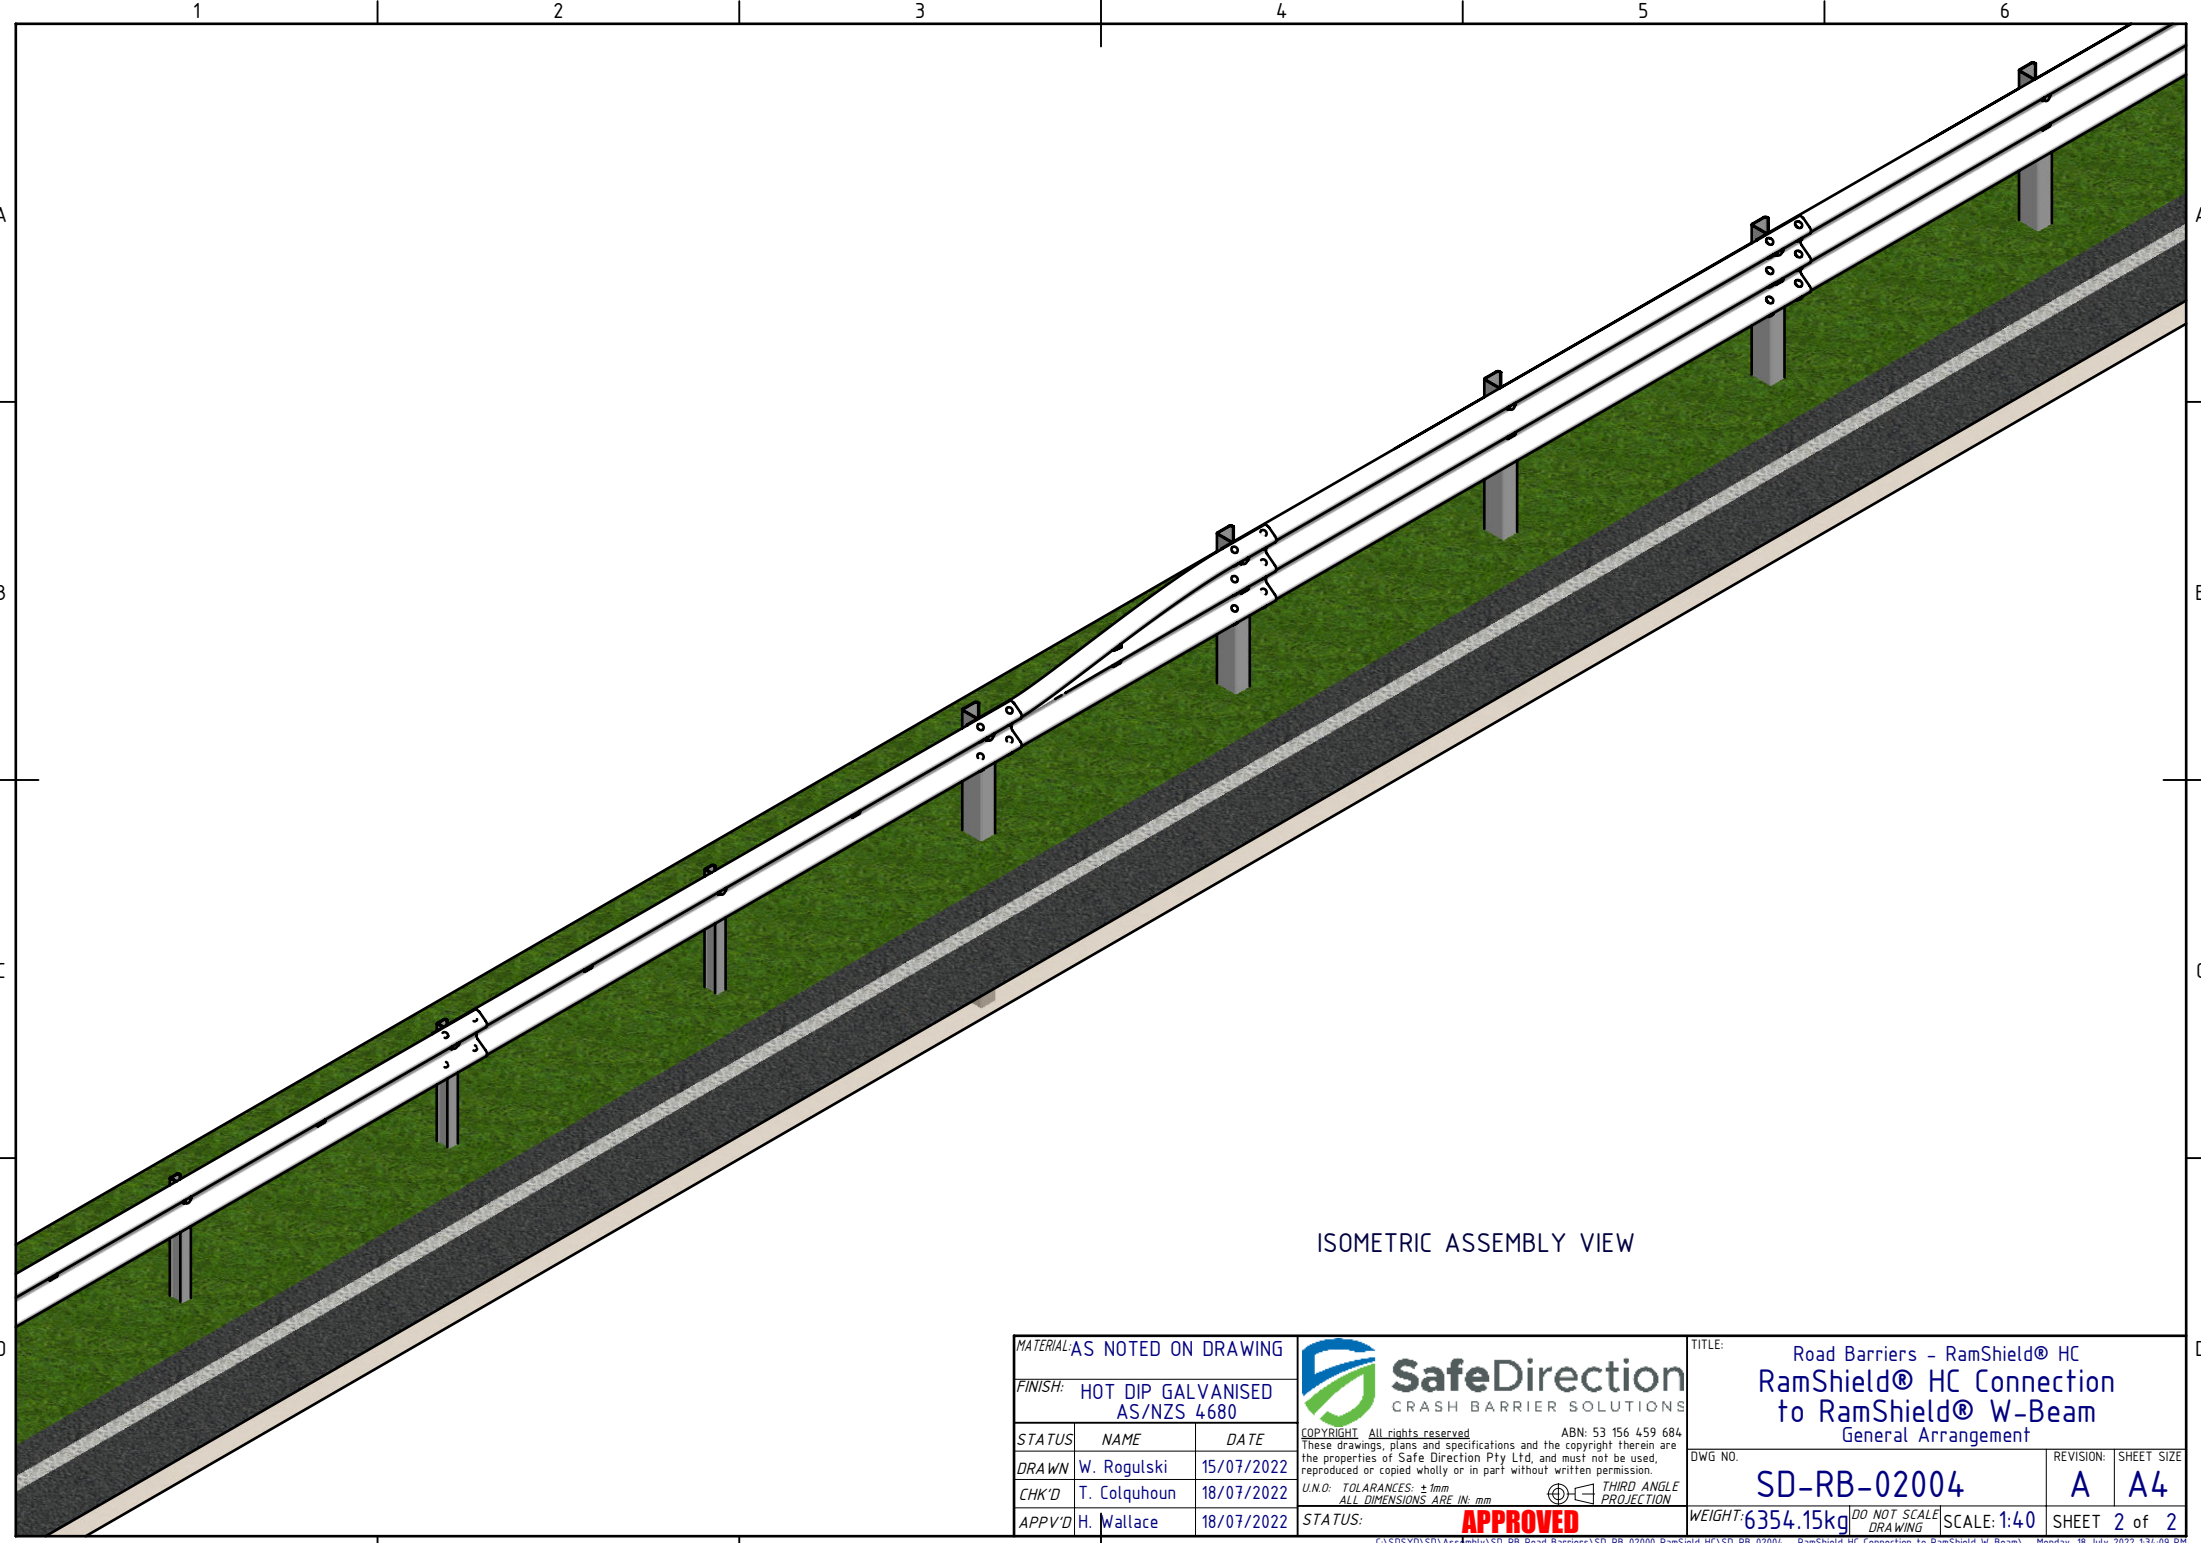 1 2 3 4 5 6
A A
B B
C C
D D
ISOMETRIC ASSEMBLY VIEW
MATERIAL: AS NOTED ON DRAWING
FINISH: HOT DIP GALVANISED
AS/NZS 4680
STATUS NAME DATE
DRAWN W. Rogulski 15/07/2022
CHK'D T. Colquhoun 18/07/2022
APPV'D H. Wallace 18/07/2022
SafeDirection
CRASH BARRIER SOLUTIONS
COPYRIGHT All rights reserved ABN: 53 156 459 684
These drawings, plans and specifications and the copyright therein are
the properties of Safe Direction Pty Ltd, and must not be used,
reproduced or copied wholly or in part without written permission.
U.N.O: TOLARANCES: ± 1mm
ALL DIMENSIONS ARE IN: mm
THIRD ANGLE
PROJECTION
STATUS: APPROVED
TITLE:
Road Barriers - RamShield® HC
RamShield® HC Connection
to RamShield® W-Beam
General Arrangement
DWG NO. SD-RB-02004
REVISION: A
SHEET SIZE A4
WEIGHT: 6354.15kg
DO NOT SCALE
DRAWING
SCALE: 1:40
SHEET 2 of 2